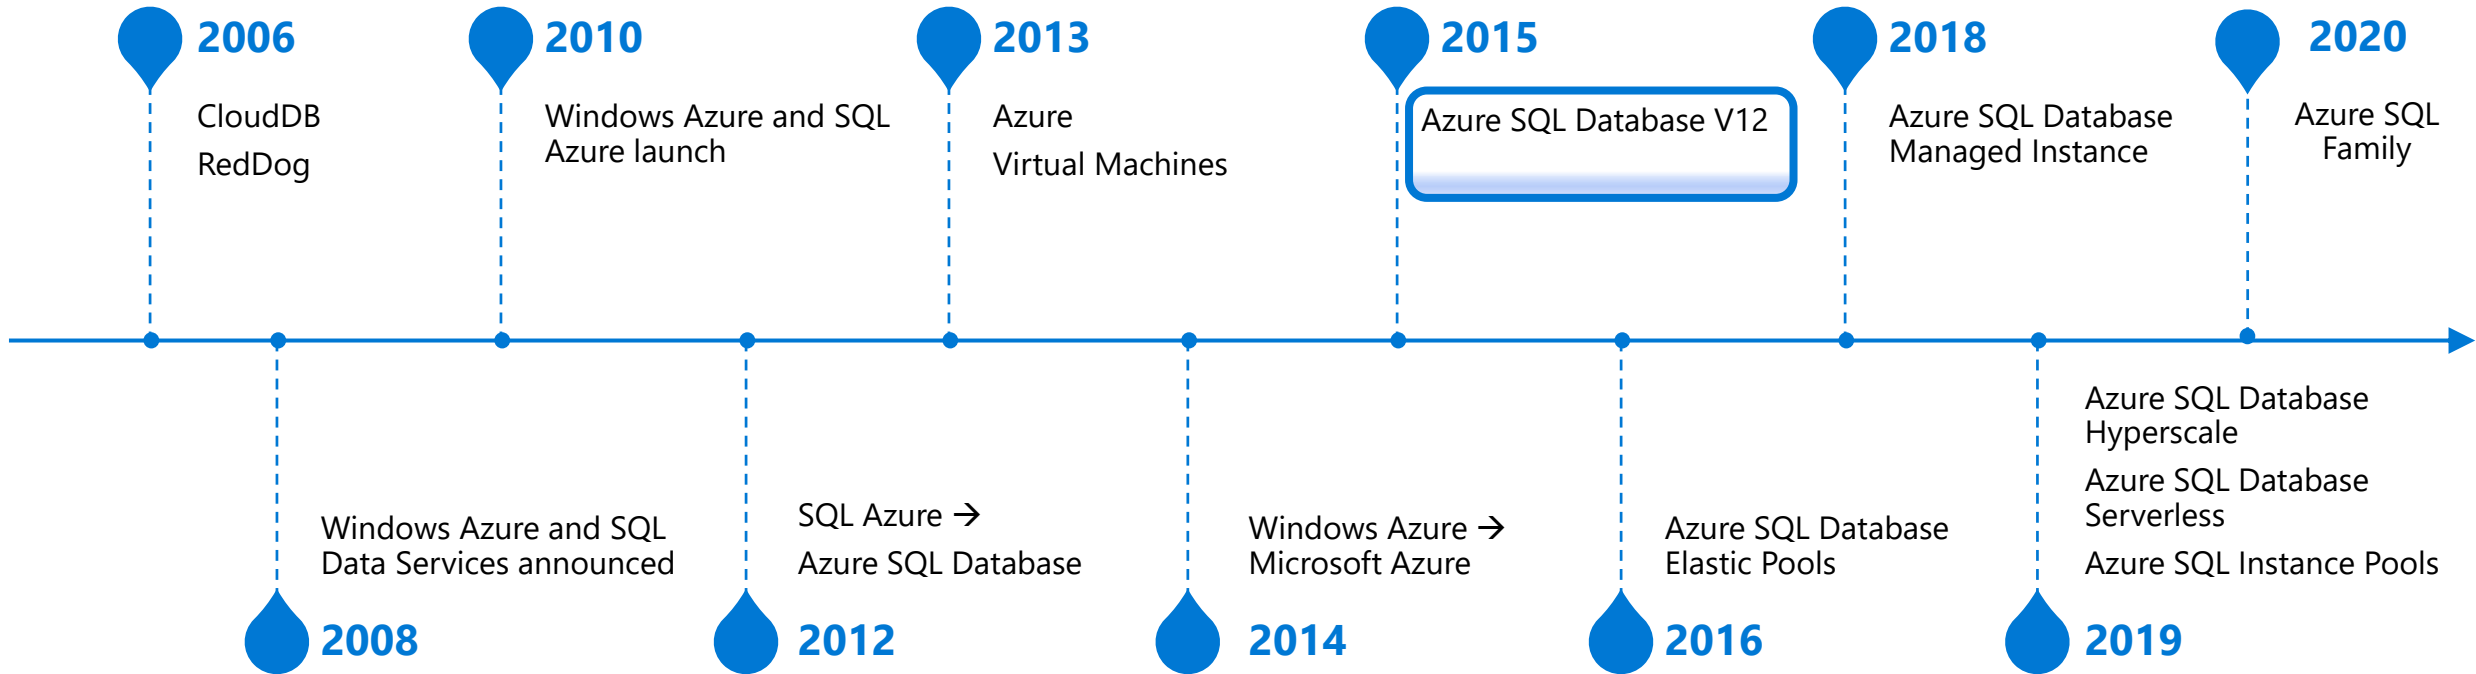 2006
CloudDB
RedDog
2010
Windows Azure and SQL
Azure launch
2013
Azure
Virtual Machines
2015
Azure SQL Database V12
2018
Azure SQL Database
Managed Instance
2020
Azure SQL
Family
Windows Azure and SQL
Data Services announced
2008
SQL Azure →
Azure SQL Database
2012
Windows Azure →
Microsoft Azure
2014
Azure SQL Database
Elastic Pools
2016
Azure SQL Database
Hyperscale
Azure SQL Database
Serverless
Azure SQL Instance Pools
2019